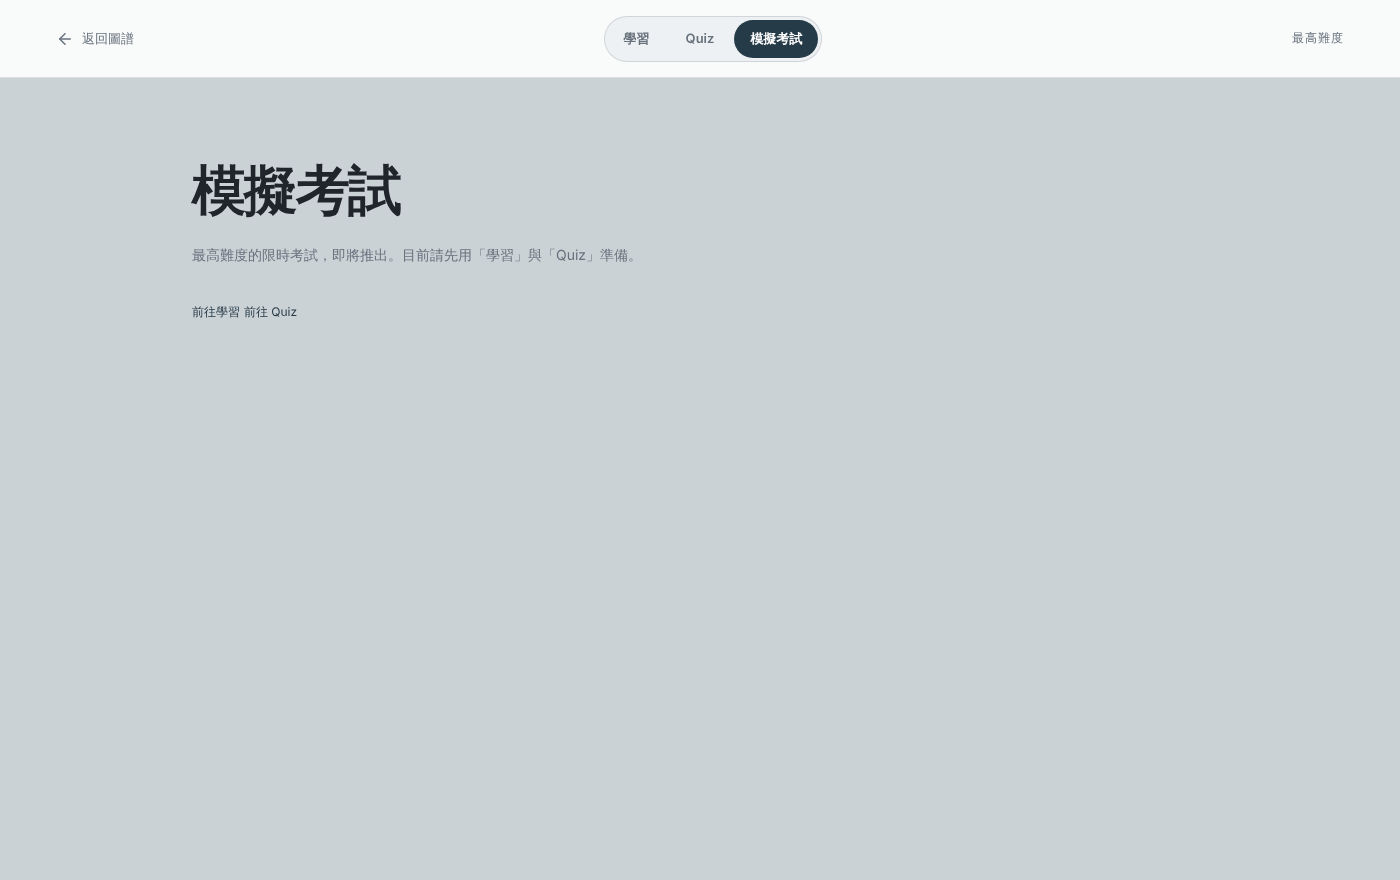 返回圖譜
學習 Quiz 模擬考試
最高難度
模擬考試
最高難度的限時考試，即將推出。目前請先用「學習」與「Quiz」準備。
前往學習 前往 Quiz